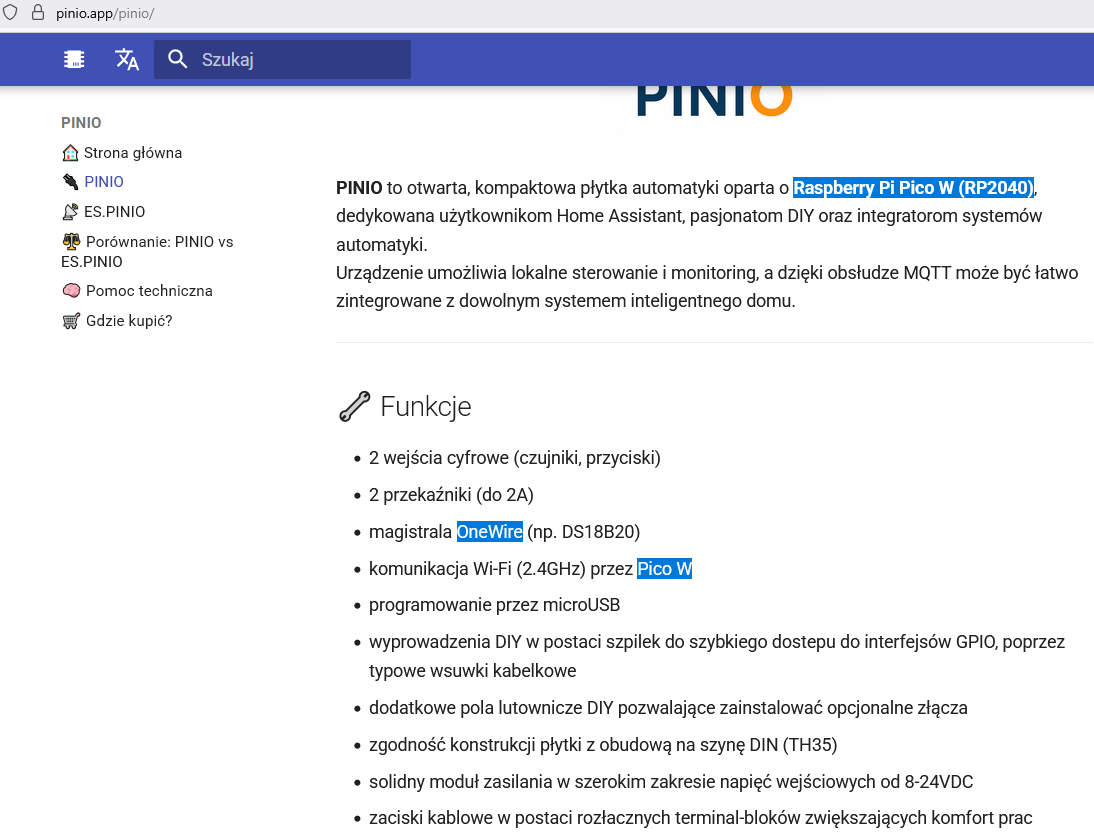 pinio.app/pinio/
Szukaj
PINIO
PINIO
Strona główna
PINIO
ES.PINIO
Porównanie: PINIO vs
ES.PINIO
Pomoc techniczna
Gdzie kupić?
PINIO to otwarta, kompaktowa płytka automatyki oparta o Raspberry Pi Pico W (RP2040),
dedykowana użytkownikom Home Assistant, pasjonatom DIY oraz integratorom systemów
automatyki.
Urządzenie umożliwia lokalne sterowanie i monitoring, a dzięki obsłudze MQTT może być łatwo
zintegrowane z dowolnym systemem inteligentnego domu.
Funkcje
• 2 wejścia cyfrowe (czujniki, przyciski)
• 2 przekaźniki (do 2A)
• magistrala OneWire (np. DS18B20)
• komunikacja Wi-Fi (2.4GHz) przez Pico W
• programowanie przez microUSB
• wyprowadzenia DIY w postaci szpilek do szybkiego dostepu do interfejsów GPIO, poprzez
typowe wsuwki kabelkowe
• dodatkowe pola lutownicze DIY pozwalające zainstalować opcjonalne złącza
• zgodność konstrukcji płytki z obudową na szynę DIN (TH35)
• solidny moduł zasilania w szerokim zakresie napięć wejściowych od 8-24VDC
• zaciski kablowe w postaci rozłacznych terminal-bloków zwiększających komfort prac